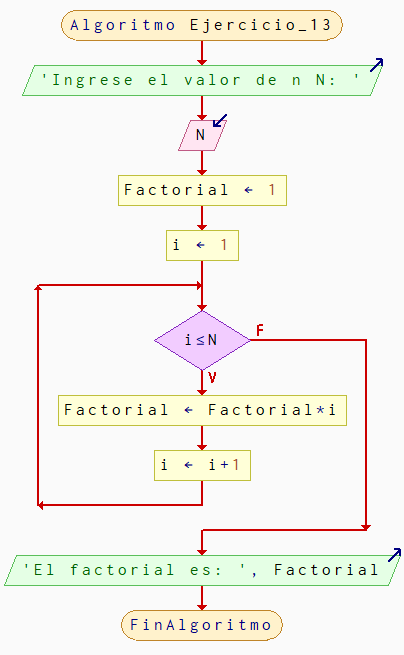 Algoritmo Ejercicio_13
'Ingrese el valor de n N: '
N
Factorial ← 1
i ← 1
i≤N
F
V
Factorial ← Factorial*i
i ← i+1
'El factorial es: ', Factorial
FinAlgoritmo